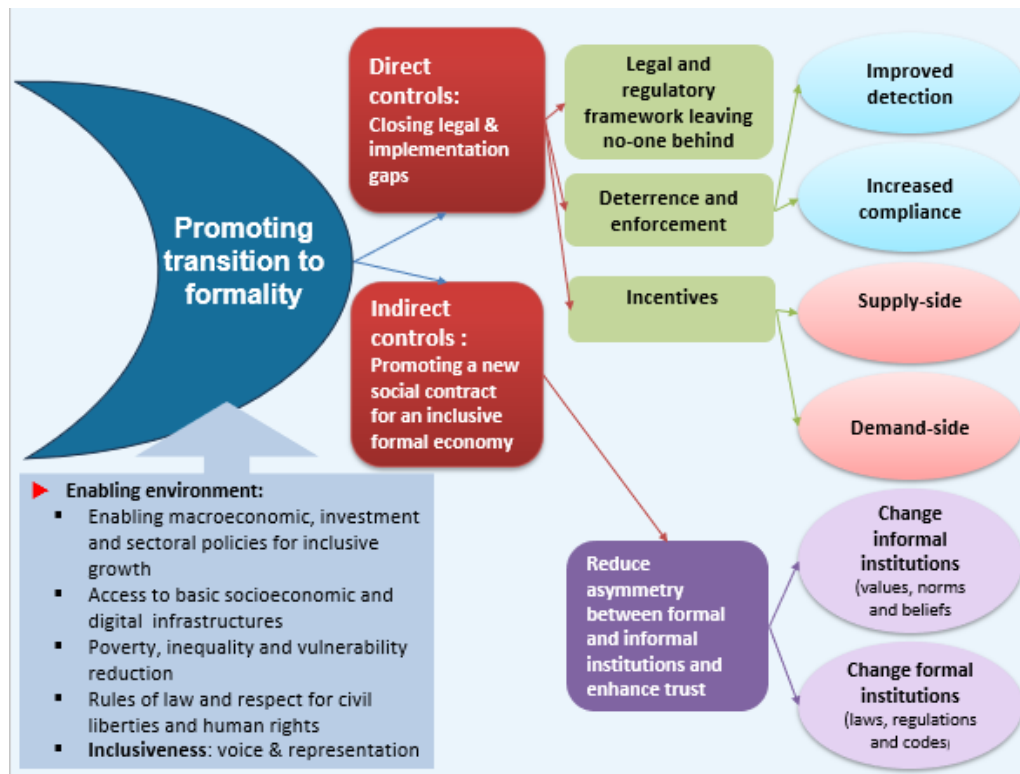 Promoting
transition to
formality
Direct
controls:
Closing legal &
implementation
gaps
Indirect
controls :
Promoting a new
social contract
for an inclusive
formal economy
Legal and
regulatory
framework leaving
no-one behind
Deterrence and
enforcement
Incentives
Reduce
asymmetry
between formal
and informal
institutions and
enhance trust
Improved
detection
Increased
compliance
Supply-side
Demand-side
Change
informal
institutions
(values, norms
and beliefs
Change formal
institutions
(laws, regulations
and codes)
Enabling environment:
▪ Enabling macroeconomic, investment
and sectoral policies for inclusive
growth
▪ Access to basic socioeconomic and
digital infrastructures
▪ Poverty, inequality and vulnerability
reduction
▪ Rules of law and respect for civil
liberties and human rights
▪ Inclusiveness: voice & representation